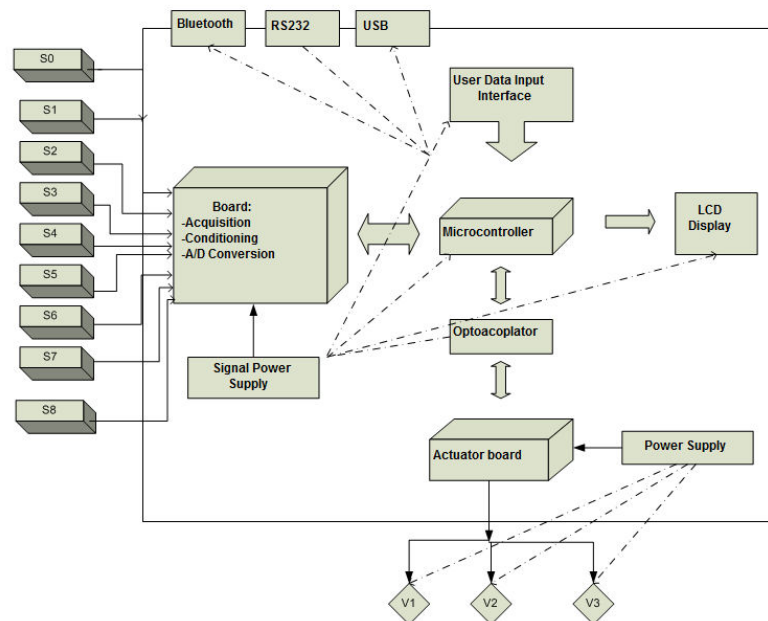 Bluetooth
RS232
USB
S0
S1
S2
S3
S4
S5
S6
S7
S8
User Data Input
Interface
Board:
-Acquisition
-Conditioning
-A/D Conversion
Microcontroller
LCD
Display
Optoacoplator
Signal Power
Supply
Actuator board
Power Supply
V1
V2
V3